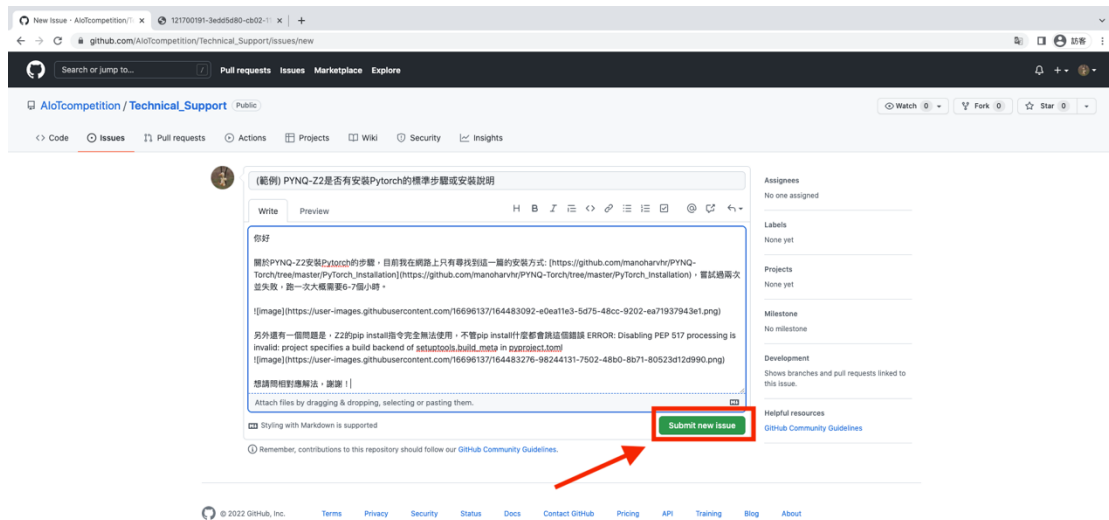 New Issue · AIoTcompetition/T
121700191-3edd5d80-cb02-11
github.com/AIoTcompetition/Technical_Support/issues/new
訪客
Search or jump to...
/
Pull requests Issues Marketplace Explore
AIoTcompetition / Technical_Support Public
Watch 0
Fork 0
Star 0
Code Issues Pull requests Actions Projects Wiki Security Insights
(範例) PYNQ-Z2是否有安裝Pytorch的標準步驟或安裝說明
Write Preview
你好
關於PYNQ-Z2安裝Pytorch的步驟，目前我在網路上只有尋找到這一篇的安裝方式: [https://github.com/manoharvhr/PYNQ-
Torch/tree/master/PyTorch_Installation](https://github.com/manoharvhr/PYNQ-Torch/tree/master/PyTorch_Installation)，嘗試過兩次
並失敗，跑一次大概需要6-7個小時。
![image](https://user-images.githubusercontent.com/16696137/164483092-e0ea11e3-5d75-48cc-9202-ea71937943e1.png)
另外還有一個問題是，Z2的pip install指令完全無法使用，不管pip install什麼都會跳這個錯誤 ERROR: Disabling PEP 517 processing is
invalid: project specifies a build backend of setuptools.build_meta in pyproject.toml
![image](https://user-images.githubusercontent.com/16696137/164483276-98244131-7502-48b0-8b71-80523d12d990.png)
想請問相對應解法，謝謝！
Attach files by dragging & dropping, selecting or pasting them.
Styling with Markdown is supported
Submit new issue
Remember, contributions to this repository should follow our GitHub Community Guidelines.
Assignees
No one assigned
Labels
None yet
Projects
None yet
Milestone
No milestone
Development
Shows branches and pull requests linked to
this issue.
Helpful resources
GitHub Community Guidelines
© 2022 GitHub, Inc. Terms Privacy Security Status Docs Contact GitHub Pricing API Training Blog About